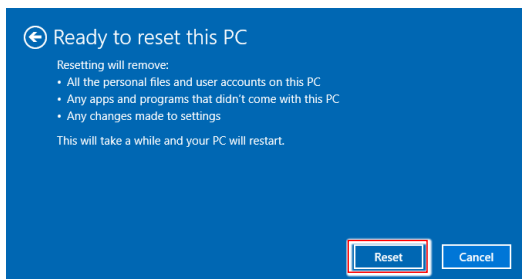 Ready to reset this PC
Resetting will remove:
• All the personal files and user accounts on this PC
• Any apps and programs that didn't come with this PC
• Any changes made to settings
This will take a while and your PC will restart.
Reset Cancel